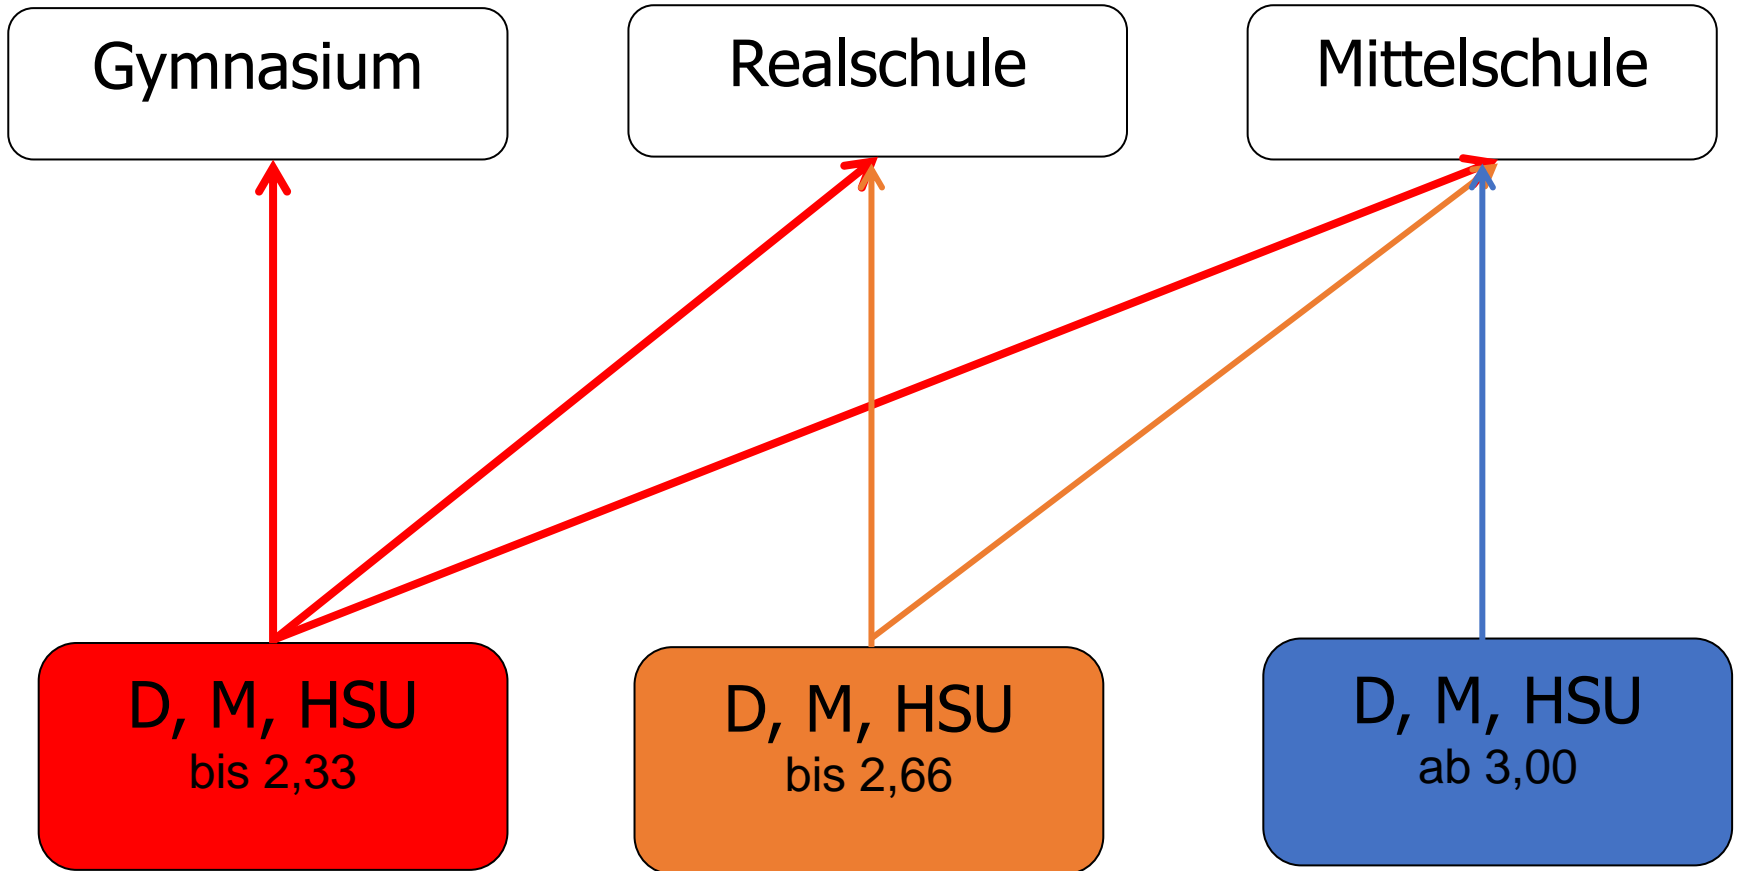 Gymnasium
Realschule
Mittelschule
D, M, HSU
bis 2,33
D, M, HSU
bis 2,66
D, M, HSU
ab 3,00